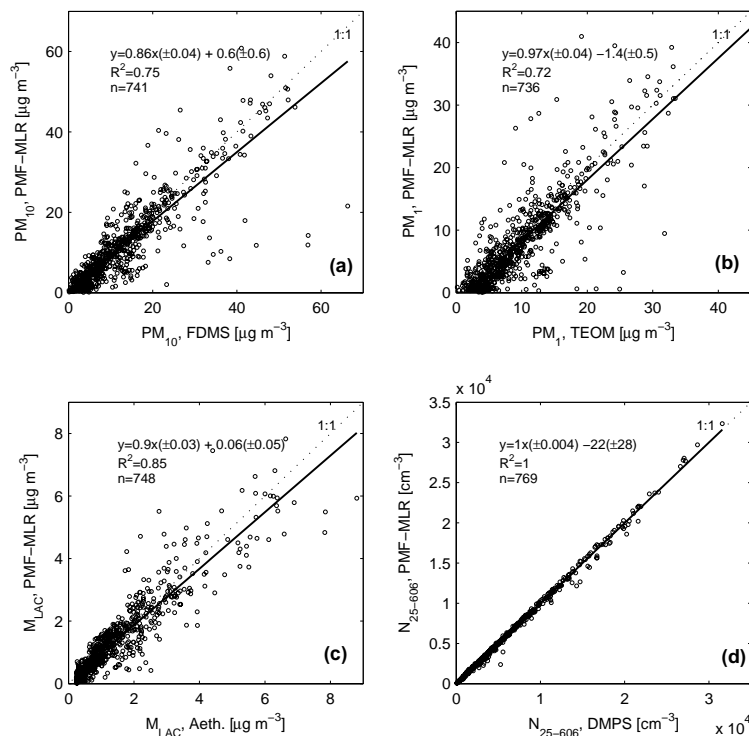 60
40
20
0
0 20 40 60
PM10, PMF−MLR [µg m−3]
PM10, FDMS [µg m−3]
y=0.86x(±0.04) + 0.6(±0.6)
R2=0.75
n=741
1:1
(a)
40
30
20
10
0
0 10 20 30 40
PM1, PMF−MLR [µg m−3]
PM1, TEOM [µg m−3]
y=0.97x(±0.04) −1.4(±0.5)
R2=0.72
n=736
1:1
(b)
8
6
4
2
0
0 2 4 6 8
MLAC, PMF−MLR [µg m−3]
MLAC, Aeth. [µg m−3]
y=0.9x(±0.03) + 0.06(±0.05)
R2=0.85
n=748
1:1
(c)
x 10^4
3.5
3
2.5
2
1.5
1
0.5
0
0 1 2 3
x 10^4
N25−606, PMF−MLR [cm−3]
N25−606, DMPS [cm−3]
y=1x(±0.004) −22(±28)
R2=1
n=769
1:1
(d)